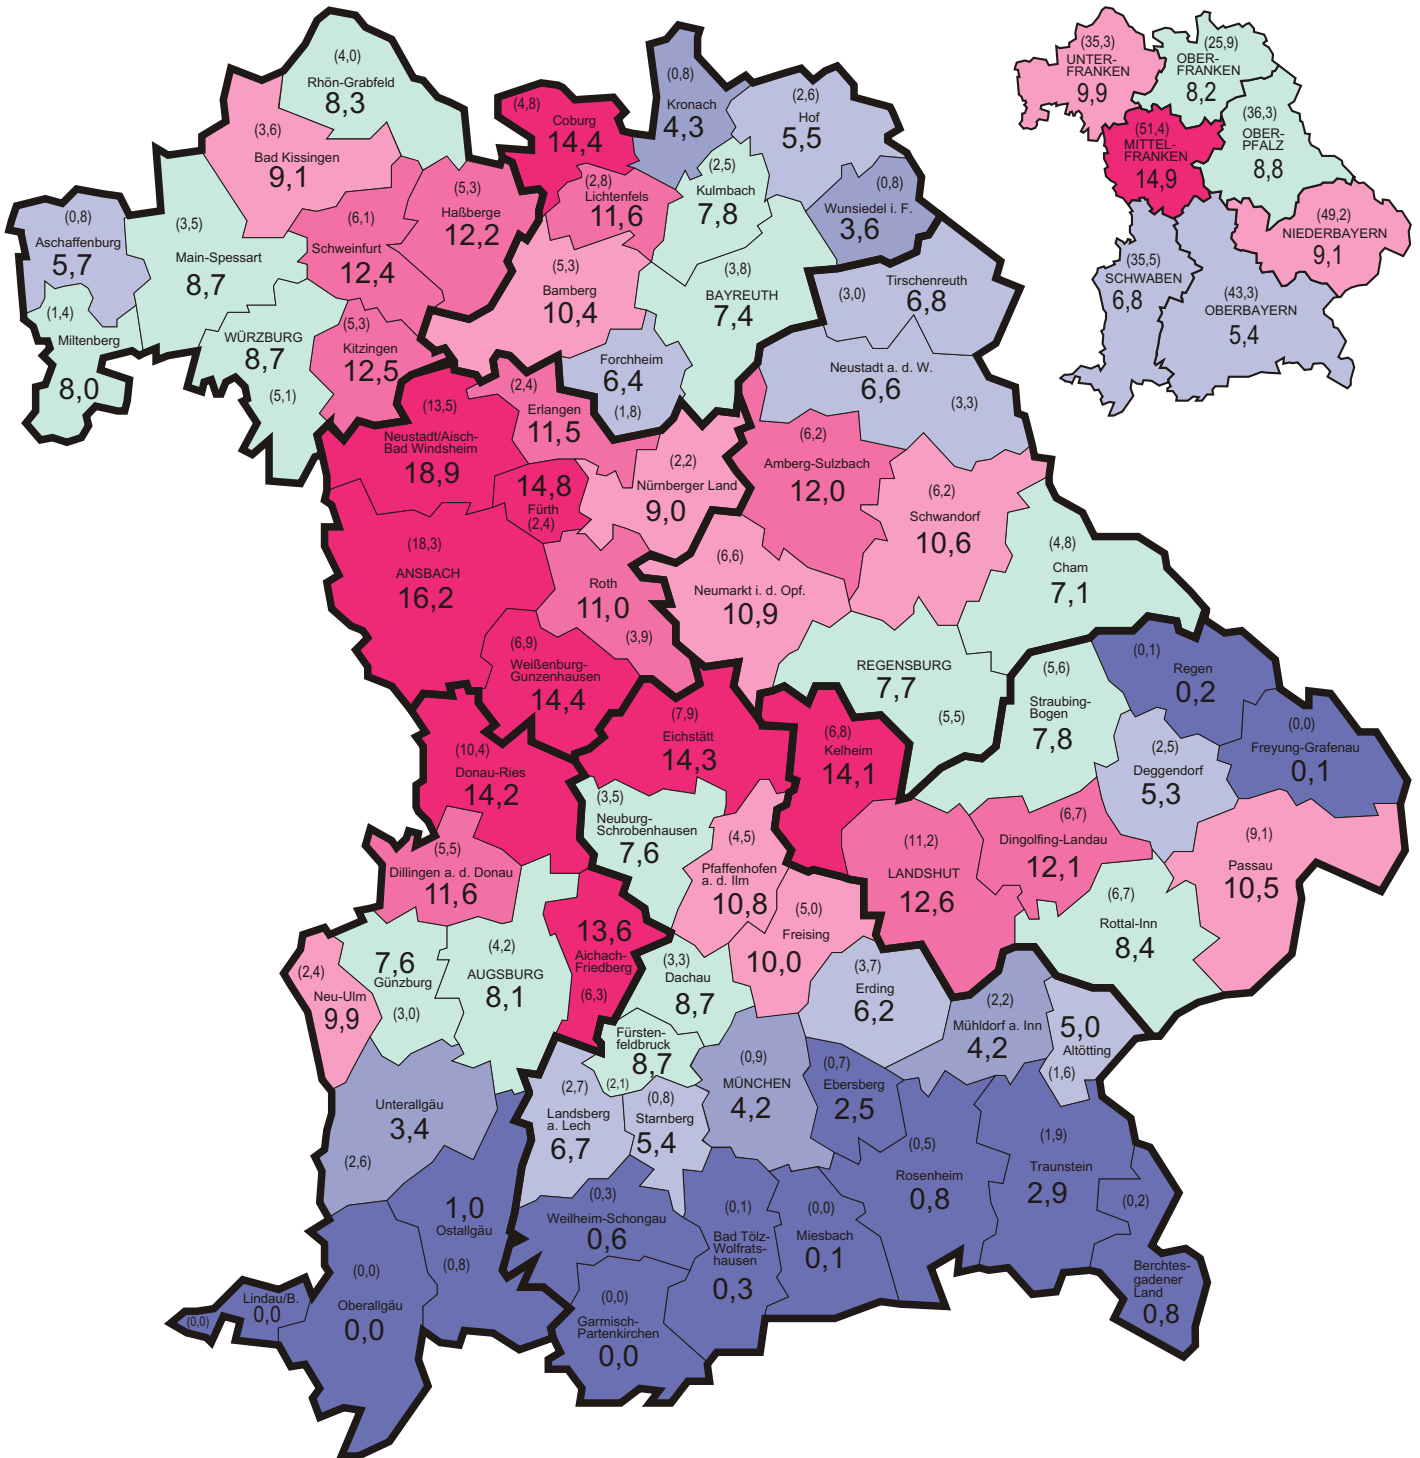 (4,0)
Rhön-Grabfeld
8,3
(3,6)
Bad Kissingen
9,1
(4,8)
Coburg
14,4
(0,8)
Kronach
4,3
(2,6)
Hof
5,5
(0,8)
Aschaffenburg
5,7
(3,5)
Main-Spessart
8,7
(6,1)
Schweinfurt
12,4
(5,3)
Haßberge
12,2
(2,8)
Lichtenfels
11,6
(2,5)
Kulmbach
7,8
(0,8)
Wunsiedel i. F.
3,6
(1,4)
Miltenberg
8,0
WÜRZBURG
8,7
(5,1)
(5,3)
Kitzingen
12,5
(5,3)
Bamberg
10,4
(3,8)
BAYREUTH
7,4
(3,0)
Tirschenreuth
6,8
Forchheim
6,4
(1,8)
Neustadt a. d. W.
6,6
(3,3)
(13,5)
Neustadt/Aisch-
Bad Windsheim
18,9
(2,4)
Erlangen
11,5
14,8
Fürth
(2,4)
(2,2)
Nürnberger Land
9,0
(6,2)
Amberg-Sulzbach
12,0
(6,2)
Schwandorf
10,6
(4,8)
Cham
7,1
(18,3)
ANSBACH
16,2
Roth
11,0
(3,9)
(6,6)
Neumarkt i. d. Opf.
10,9
(6,9)
Weißenburg-
Gunzenhausen
14,4
REGENSBURG
7,7
(5,5)
(5,6)
Straubing-
Bogen
7,8
(0,1)
Regen
0,2
(0,0)
Freyung-Grafenau
0,1
(10,4)
Donau-Ries
14,2
(7,9)
Eichstätt
14,3
(6,8)
Kelheim
14,1
(2,5)
Deggendorf
5,3
(3,5)
Neuburg-
Schrobenhausen
7,6
(4,5)
Pfaffenhofen
a. d. Ilm
10,8
(11,2)
LANDSHUT
12,6
(6,7)
Dingolfing-Landau
12,1
(9,1)
Passau
10,5
(5,5)
Dillingen a. d. Donau
11,6
(6,7)
Rottal-Inn
8,4
(2,4)
Neu-Ulm
9,9
7,6
Günzburg
(3,0)
(4,2)
AUGSBURG
8,1
13,6
Aichach-
Friedberg
(6,3)
(3,3)
Dachau
8,7
(5,0)
Freising
10,0
(3,7)
Erding
6,2
(2,2)
Mühldorf a. Inn
4,2
5,0
Altötting
(1,6)
Fürsten-
feldbruck
8,7
(2,1)
Unterallgäu
3,4
(2,6)
(2,7)
Landsberg
a. Lech
6,7
(0,8)
Starnberg
5,4
(0,9)
MÜNCHEN
4,2
(0,7)
Ebersberg
2,5
(0,5)
Rosenheim
0,8
(1,9)
Traunstein
2,9
(0,2)
Berchtes-
gadener
Land
0,8
1,0
Ostallgäu
(0,8)
(0,3)
Weilheim-Schongau
0,6
(0,1)
Bad Tölz-
Wolfrats-
hausen
0,3
(0,0)
Miesbach
0,1
(0,0)
Lindau/B.
0,0
(0,0)
Oberallgäu
0,0
(0,0)
Garmisch-
Partenkirchen
0,0
(35,3)
UNTER-
FRANKEN
9,9
(25,9)
OBER-
FRANKEN
8,2
(51,4)
MITTEL-
FRANKEN
14,9
(36,3)
OBER-
PFALZ
8,8
(49,2)
NIEDERBAYERN
9,1
(35,5)
SCHWABEN
6,8
(43,3)
OBERBAYERN
5,4